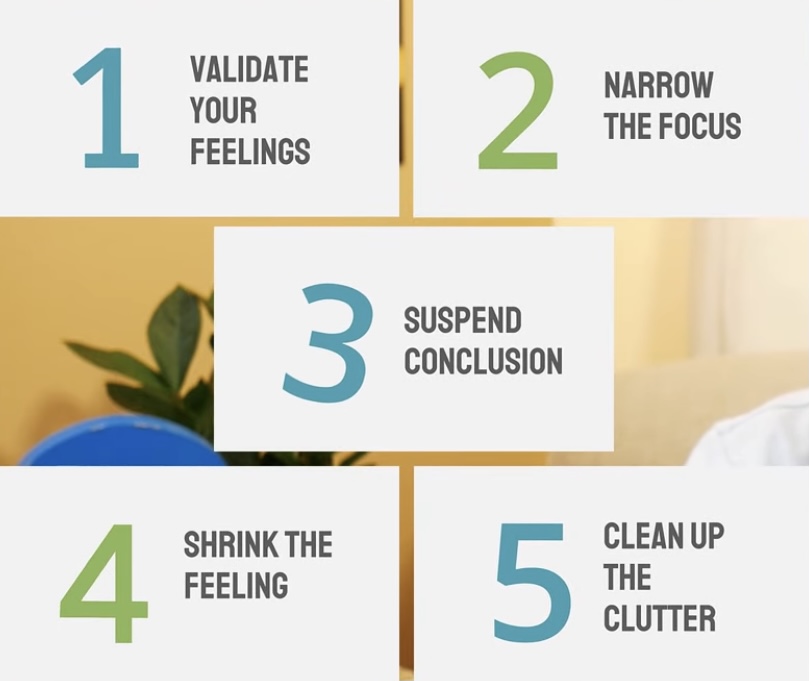 1
VALIDATE
YOUR
FEELINGS
2
NARROW
THE FOCUS
3
SUSPEND
CONCLUSION
4
SHRINK THE
FEELING
5
CLEAN UP
THE
CLUTTER